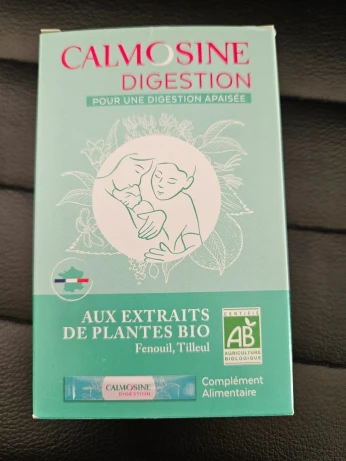 CALMOSINE
DIGESTION
POUR UNE DIGESTION APAISÉE
AUX EXTRAITS
DE PLANTES BIO
Fenouil, Tilleul
CERTIFIÉ
AB
AGRICULTURE
BIOLOGIQUE
CALMOSINE
DIGESTION
Complément
Alimentaire